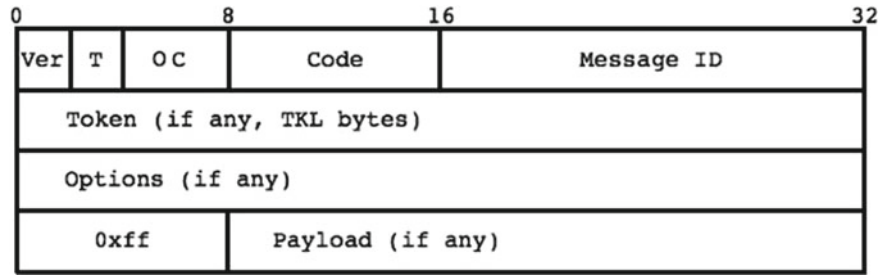 0 8 16 32
Ver T OC Code Message ID
Token (if any, TKL bytes)
Options (if any)
0xff Payload (if any)